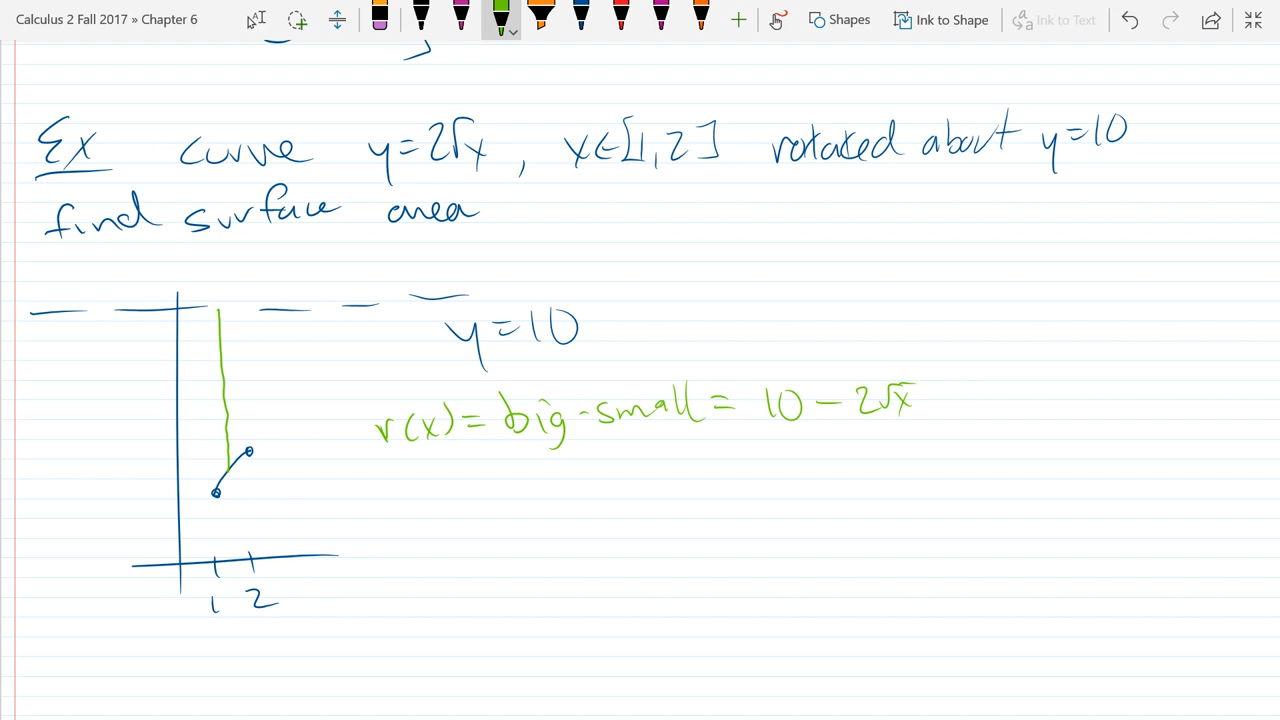 Calculus 2 Fall 2017 » Chapter 6
Shapes
Ink to Shape
Ink to Text
Ex curve y=2√x , x∈[1,2] rotated about y=10
find surface area
y=10
r(x)= big-small = 10-2√x
1 2